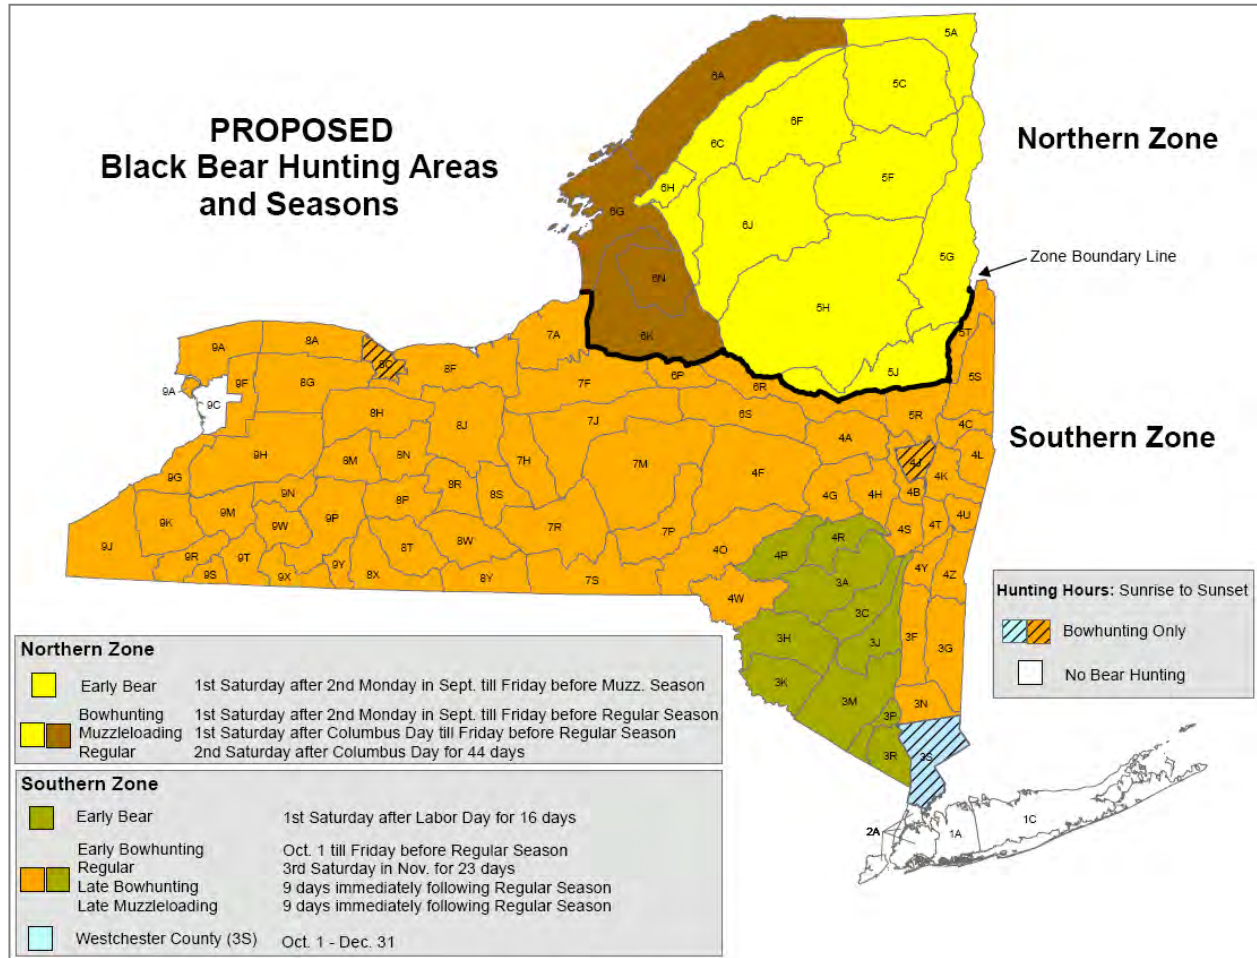 PROPOSED
Black Bear Hunting Areas
and Seasons
Northern Zone
Zone Boundary Line
Southern Zone
5A
6A
5C
6F
6C
5F
6H
6G
6J
5G
6N
5H
6K
5J
5T
7A
9A
8A
8C
8F
6P
6R
5S
9A
9F
8G
7F
9C
6S
5R
4C
8H
8J
7J
4A
4J
4L
9H
8M
8N
7H
7M
4F
4K
9G
8R
8S
4G
4H
4B
9N
8P
4U
9K
9M
9W
9P
7R
7P
4S
4T
9J
8T
8W
4O
4R
9R
9T
9Y
4P
4Y
4Z
9S
9X
8X
8Y
7S
3A
4W
3C
3H
3J
3F
3G
3K
3M
3P
3N
3R
3S
2A
1A
1C
Hunting Hours: Sunrise to Sunset
Bowhunting Only
No Bear Hunting
Northern Zone
Early Bear 1st Saturday after 2nd Monday in Sept. till Friday before Muzz. Season
Bowhunting 1st Saturday after 2nd Monday in Sept. till Friday before Regular Season
Muzzleloading 1st Saturday after Columbus Day till Friday before Regular Season
Regular 2nd Saturday after Columbus Day for 44 days
Southern Zone
Early Bear 1st Saturday after Labor Day for 16 days
Early Bowhunting Oct. 1 till Friday before Regular Season
Regular 3rd Saturday in Nov. for 23 days
Late Bowhunting 9 days immediately following Regular Season
Late Muzzleloading 9 days immediately following Regular Season
Westchester County (3S) Oct. 1 - Dec. 31